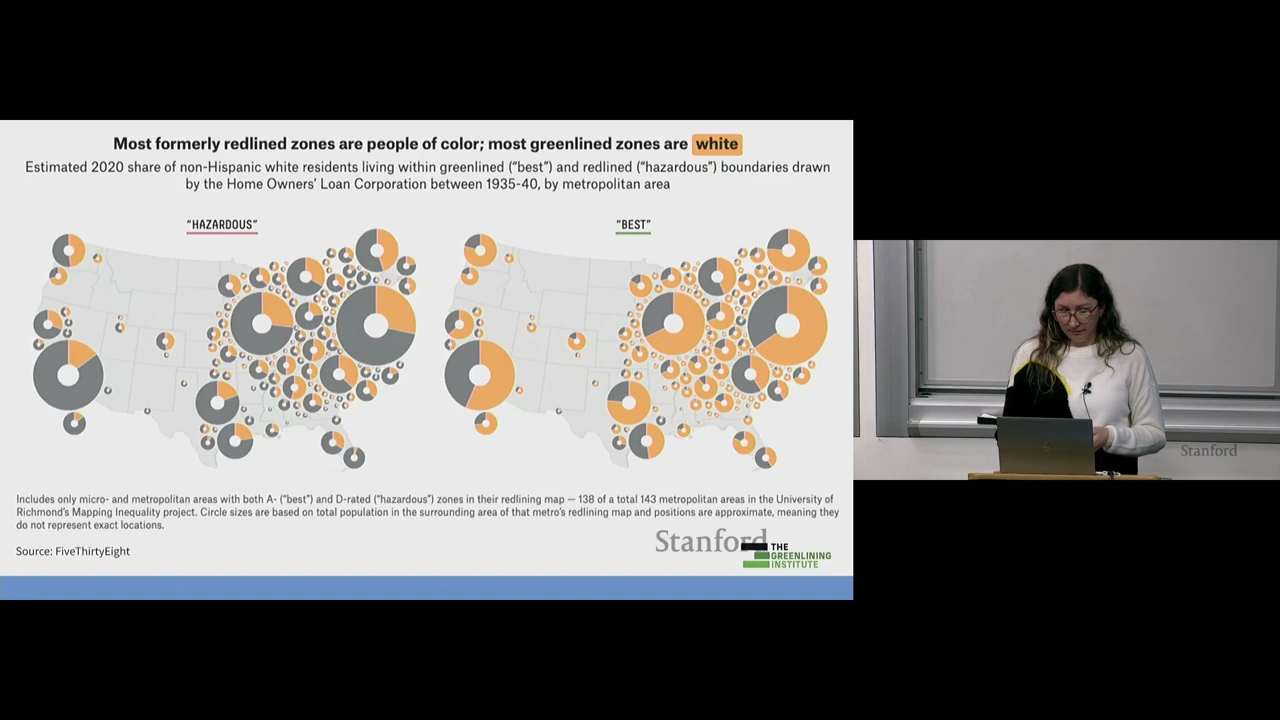 Most formerly redlined zones are people of color; most greenlined zones are white
Estimated 2020 share of non-Hispanic white residents living within greenlined (“best”) and redlined (“hazardous”) boundaries drawn
by the Home Owners’ Loan Corporation between 1935-40, by metropolitan area
“HAZARDOUS”
“BEST”
Includes only micro- and metropolitan areas with both A- (“best”) and D-rated (“hazardous”) zones in their redlining map — 138 of a total 143 metropolitan areas in the University of
Richmond’s Mapping Inequality project. Circle sizes are based on total population in the surrounding area of that metro’s redlining map and positions are approximate, meaning they
do not represent exact locations.
Source: FiveThirtyEight
Stanford
THE
GREENLINING
INSTITUTE
Stanford